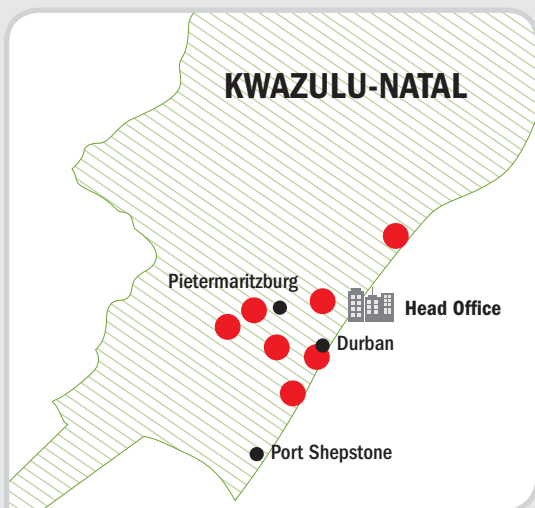 KWAZULU-NATAL
Pietermaritzburg
Head Office
Durban
Port Shepstone